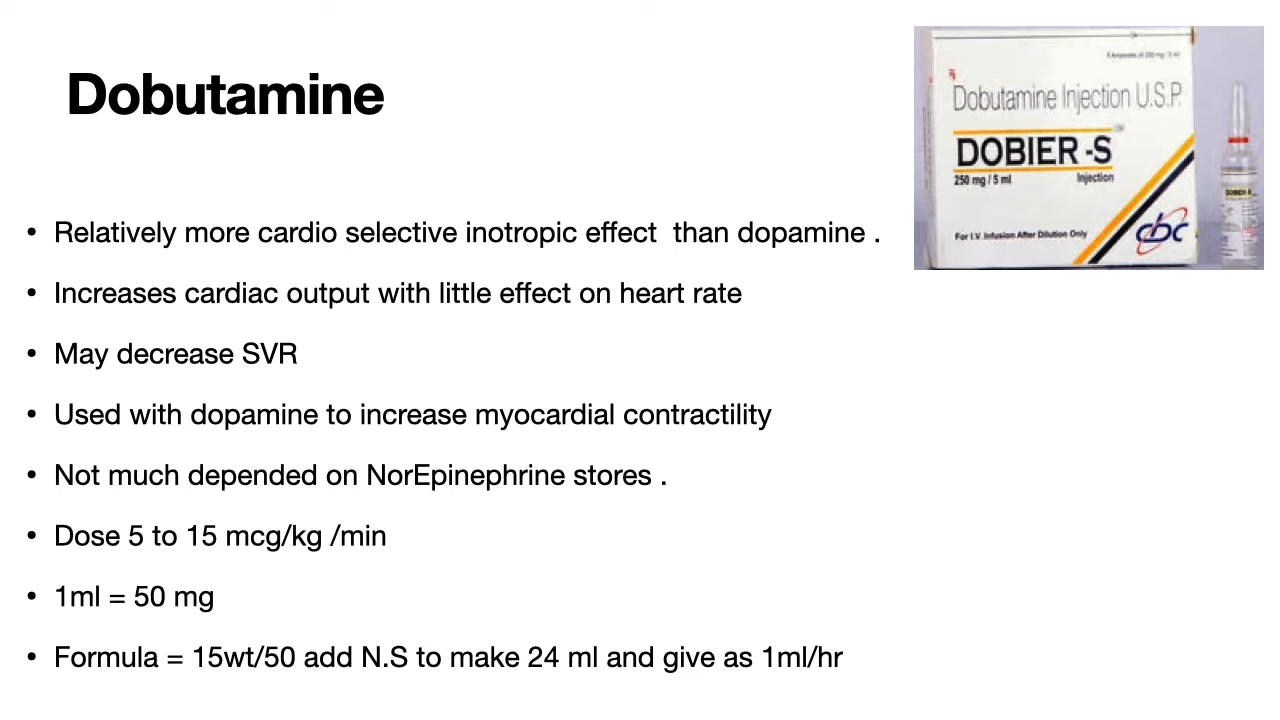 Dobutamine
• Relatively more cardio selective inotropic effect than dopamine .
• Increases cardiac output with little effect on heart rate
• May decrease SVR
• Used with dopamine to increase myocardial contractility
• Not much depended on NorEpinephrine stores .
• Dose 5 to 15 mcg/kg /min
• 1ml = 50 mg
• Formula = 15wt/50 add N.S to make 24 ml and give as 1ml/hr
Dobutamine Injection U.S.P.
DOBIER -S
250 mg / 5 ml Injection
For I.V. Infusion After Dilution Only
cbc